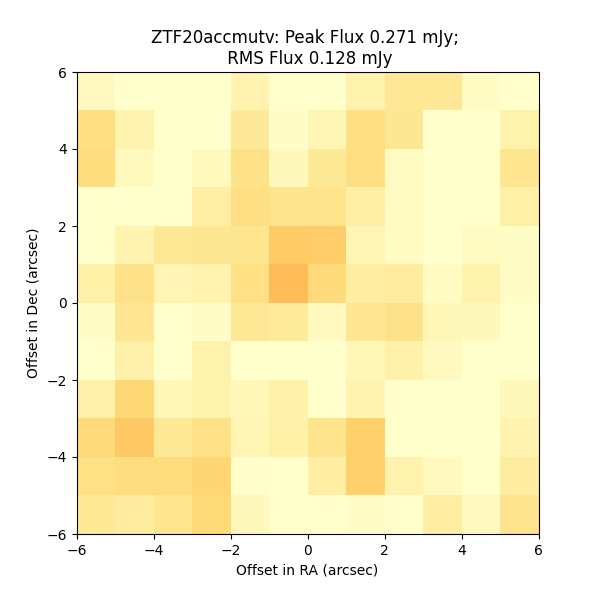 ZTF20accmutv: Peak Flux 0.271 mJy;
RMS Flux 0.128 mJy
6
4
2
0
−2
−4
−6
Offset in Dec (arcsec)
−6 −4 −2 0 2 4 6
Offset in RA (arcsec)